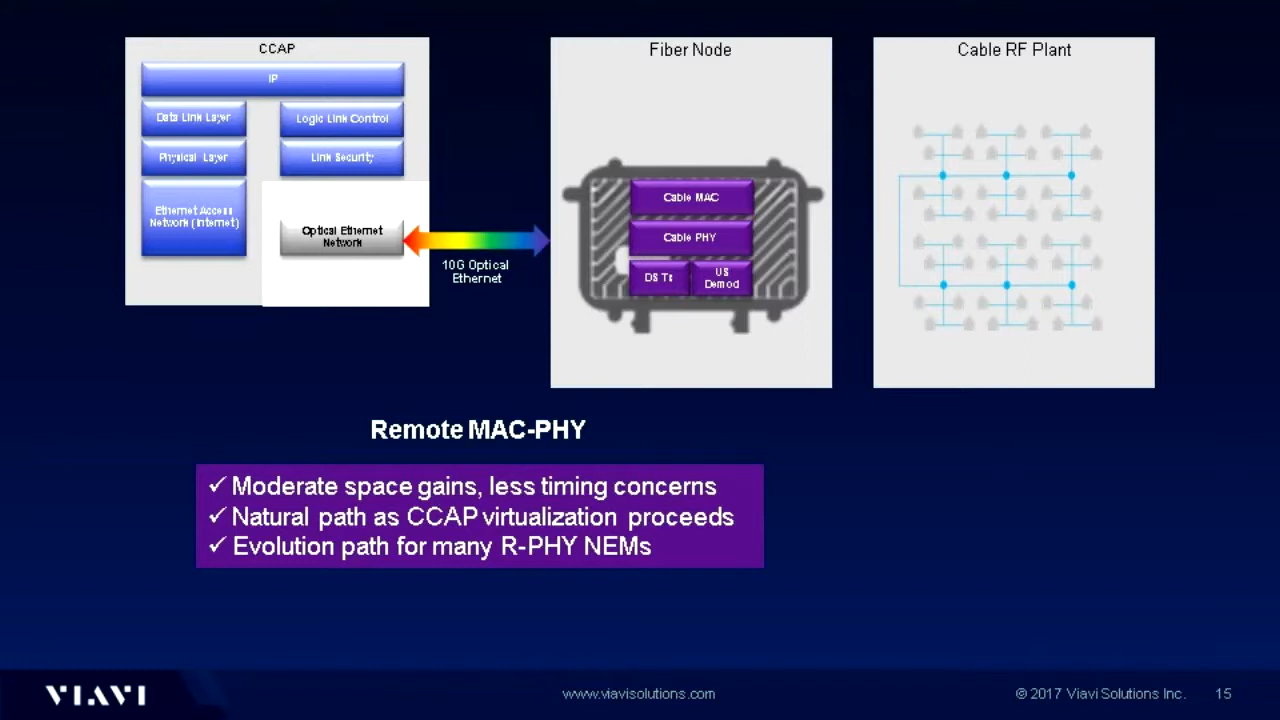 CCAP
IP
Data Link Layer
Logic Link Control
Physical Layer
Link Security
Ethernet Access
Network (Internet)
Optical Ethernet
Network
10G Optical
Ethernet
Fiber Node
Cable MAC
Cable PHY
DS Tx
US
Demod
Cable RF Plant
Remote MAC-PHY
✓ Moderate space gains, less timing concerns
✓ Natural path as CCAP virtualization proceeds
✓ Evolution path for many R-PHY NEMs
VIAVI
www.viavisolutions.com
© 2017 Viavi Solutions Inc.
15